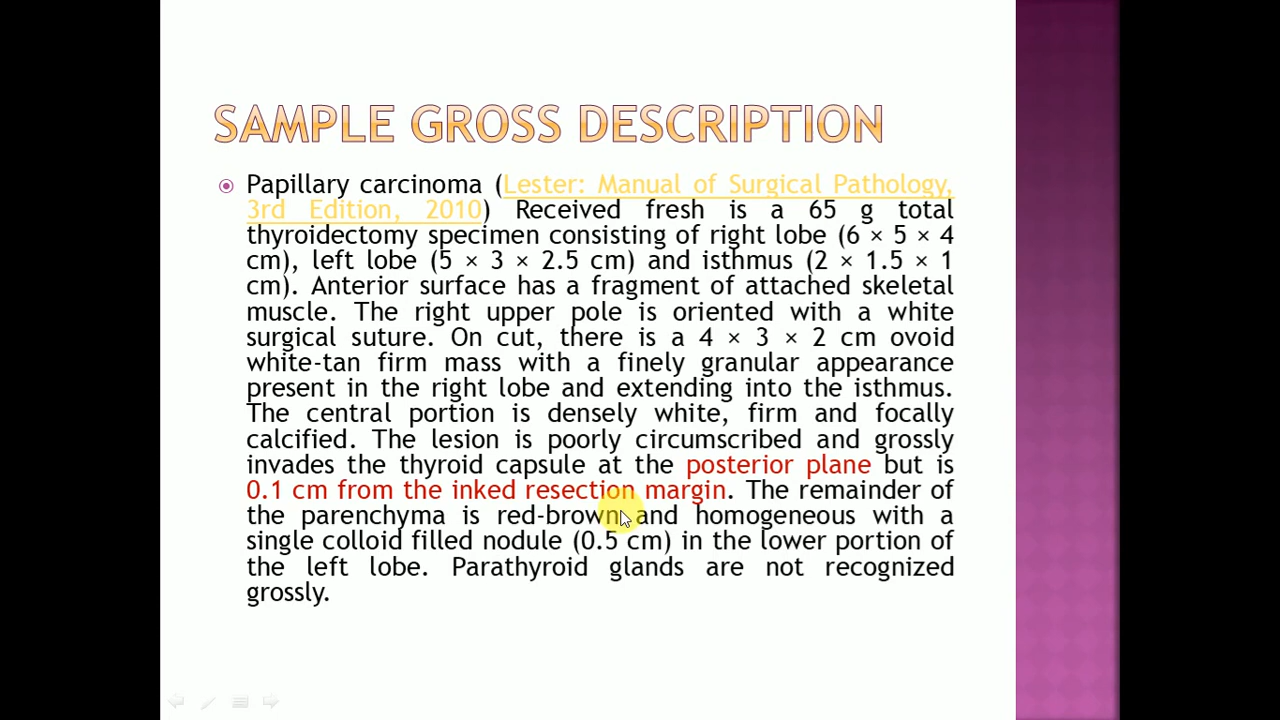 SAMPLE GROSS DESCRIPTION
Papillary carcinoma (Lester: Manual of Surgical Pathology,
3rd Edition, 2010) Received fresh is a 65 g total
thyroidectomy specimen consisting of right lobe (6 × 5 × 4
cm), left lobe (5 × 3 × 2.5 cm) and isthmus (2 × 1.5 × 1
cm). Anterior surface has a fragment of attached skeletal
muscle. The right upper pole is oriented with a white
surgical suture. On cut, there is a 4 × 3 × 2 cm ovoid
white-tan firm mass with a finely granular appearance
present in the right lobe and extending into the isthmus.
The central portion is densely white, firm and focally
calcified. The lesion is poorly circumscribed and grossly
invades the thyroid capsule at the posterior plane but is
0.1 cm from the inked resection margin. The remainder of
the parenchyma is red-brown and homogeneous with a
single colloid filled nodule (0.5 cm) in the lower portion of
the left lobe. Parathyroid glands are not recognized
grossly.